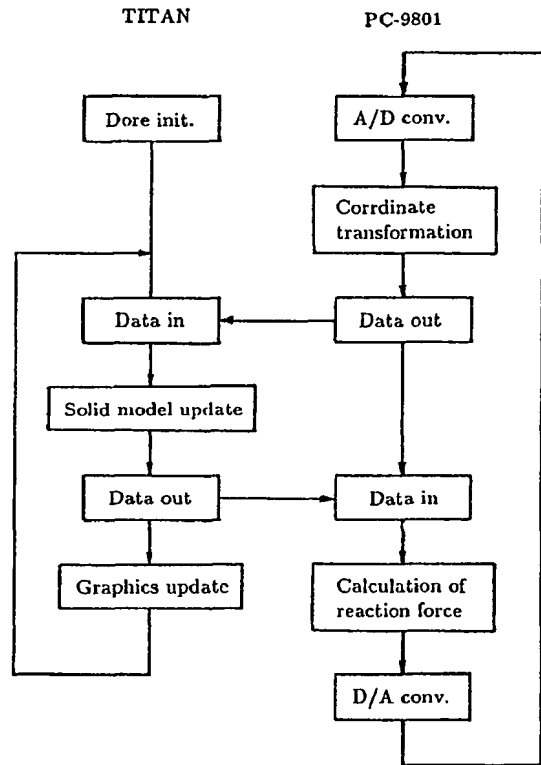 TITAN
PC-9801
Dore init.
A/D conv.
Corrdinate
transformation
Data in
Data out
Solid model update
Data out
Data in
Graphics update
Calculation of
reaction force
D/A conv.